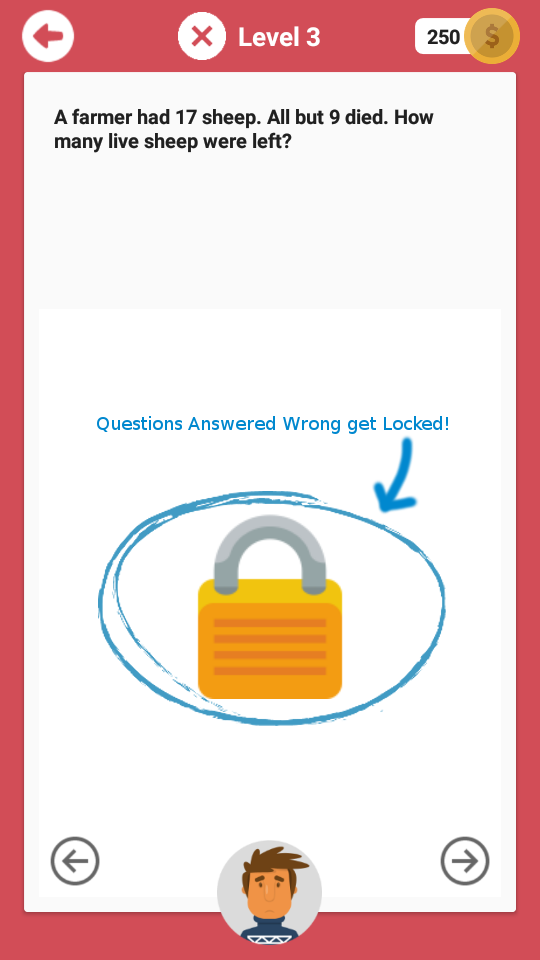 Level 3
250
$
A farmer had 17 sheep. All but 9 died. How
many live sheep were left?
Questions Answered Wrong get Locked!